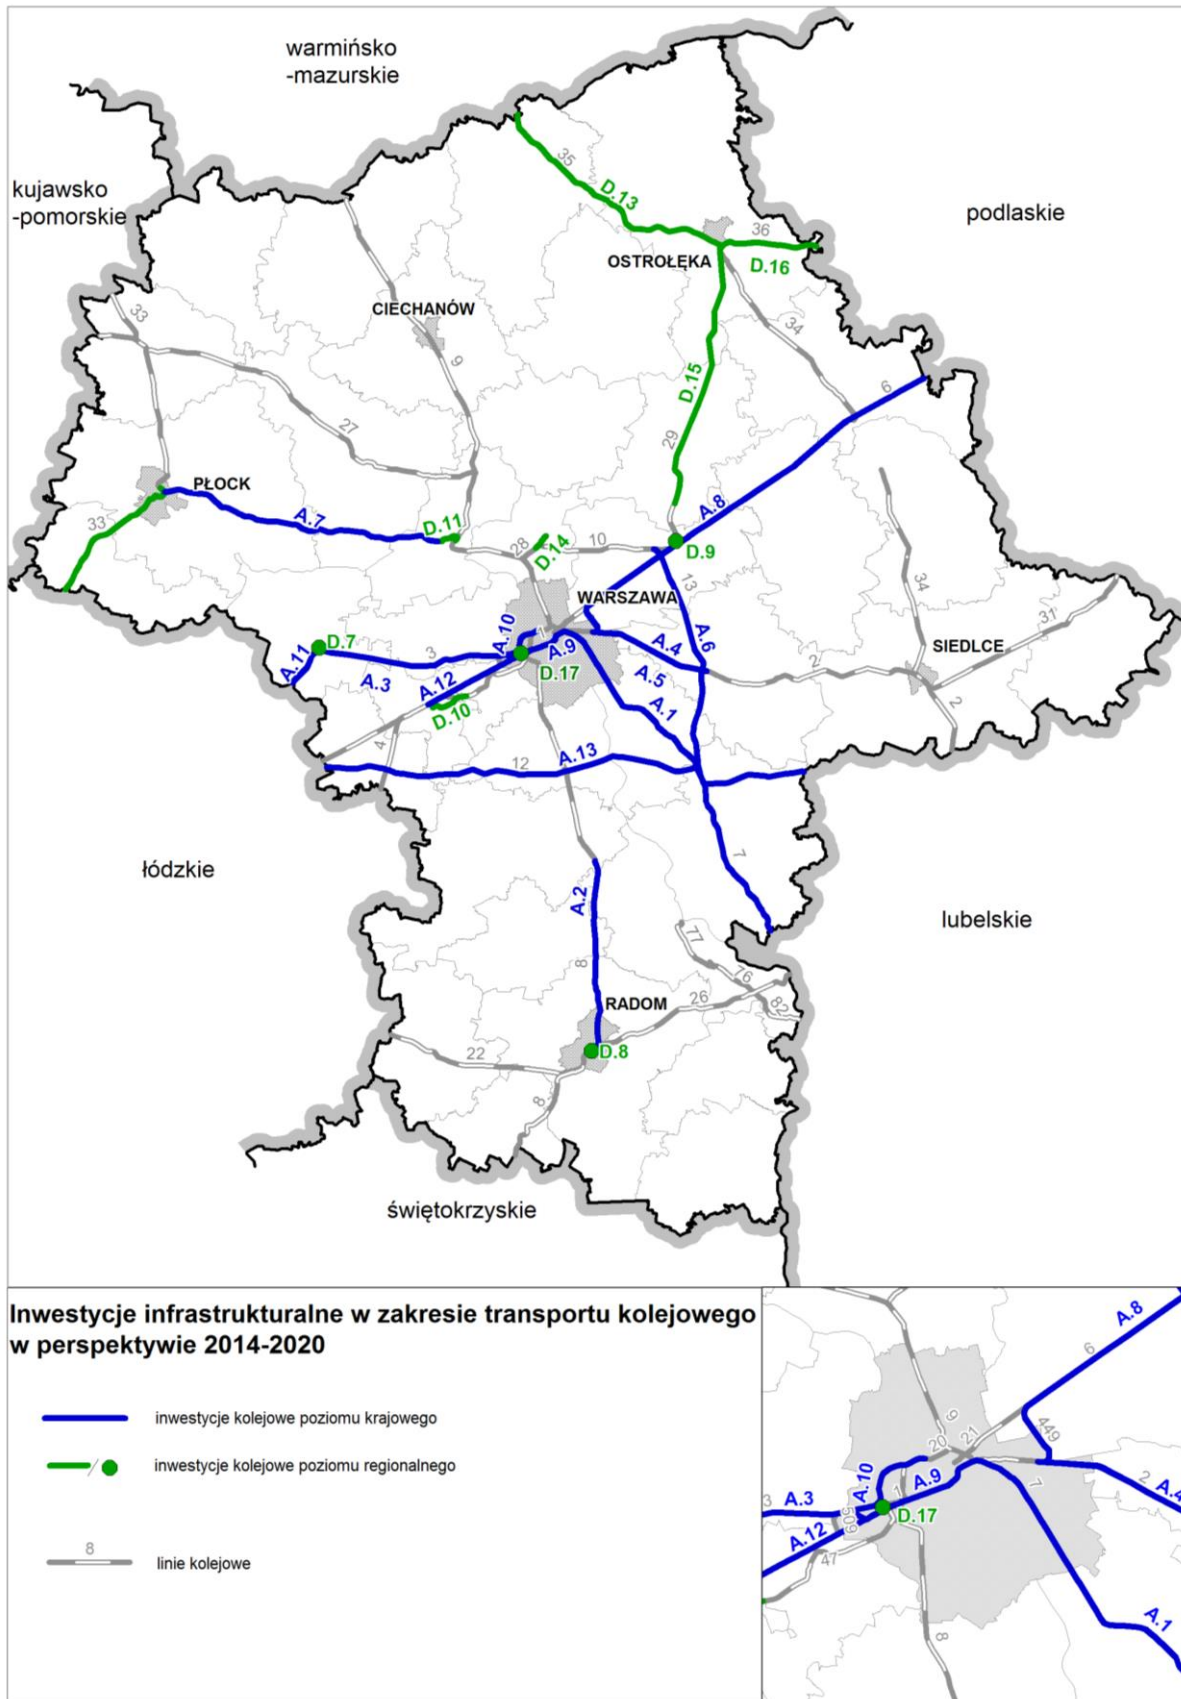 warmińsko
-mazurskie
kujawsko
-pomorskie
podlaskie
35
D.13
36
OSTROŁĘKA
D.16
33
CIECHANÓW
9
34
D.15
6
27
29
PŁOCK
A.7
A.8
33
D.11
28
D.14
10
D.9
13
WARSZAWA
34
31
A.10
1
A.9
A.4
A.6
SIEDLCE
D.7
A.11
3
A.3
A.12
D.17
A.5
2
D.10
A.1
2
4
A.13
12
7
łódzkie
A.2
lubelskie
8
77
76
RADOM
26
82
22
D.8
8
świętokrzyskie
Inwestycje infrastrukturalne w zakresie transportu kolejowego
w perspektywie 2014-2020
inwestycje kolejowe poziomu krajowego
/
inwestycje kolejowe poziomu regionalnego
8
linie kolejowe
A.8
6
9
449
20
21
A.10
A.9
7
2
A.4
3
A.3
1
509
D.17
A.12
47
A.1
8